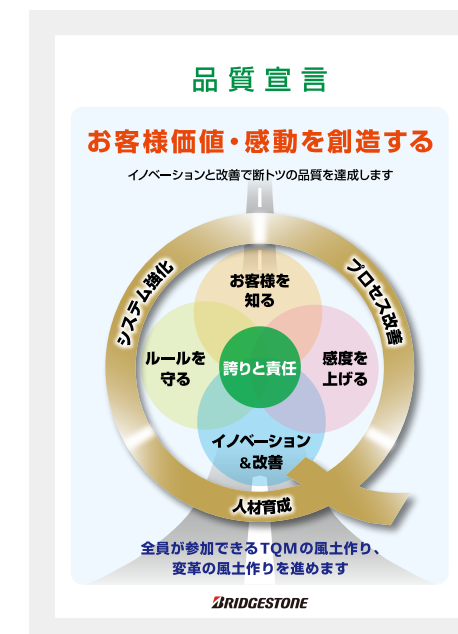 品質宣言
お客様価値・感動を創造する
イノベーションと改善で断トツの品質を達成します
システム強化
プロセス改善
お客様を
知る
ルールを
守る
誇りと責任
感度を
上げる
イノベーション
&改善
人材育成
全員が参加できるTQMの風土作り、
変革の風土作りを進めます
BRIDGESTONE